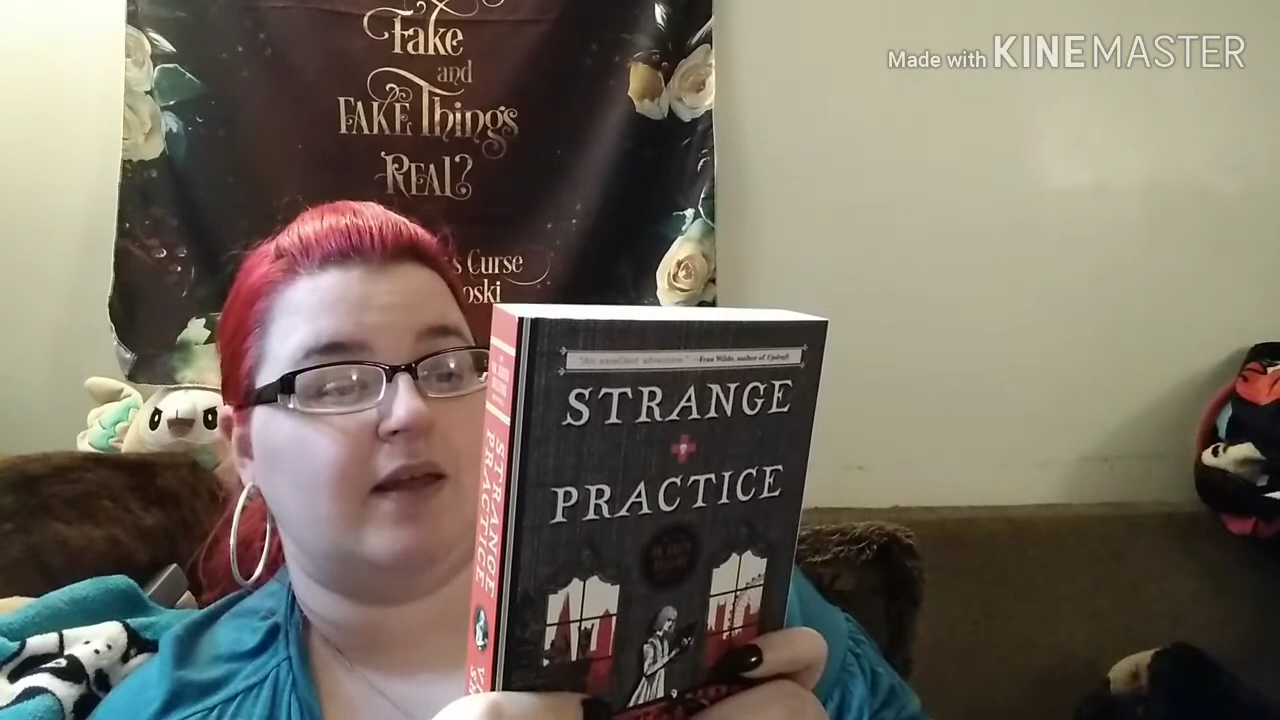 Fake
and
FAKE Things
REAL?
s Curse
oski
Made with KINEMASTER
"An excellent adventure." —Fran Wilde, author of Updraft
STRANGE
PRACTICE
STRANGE
PRACTICE